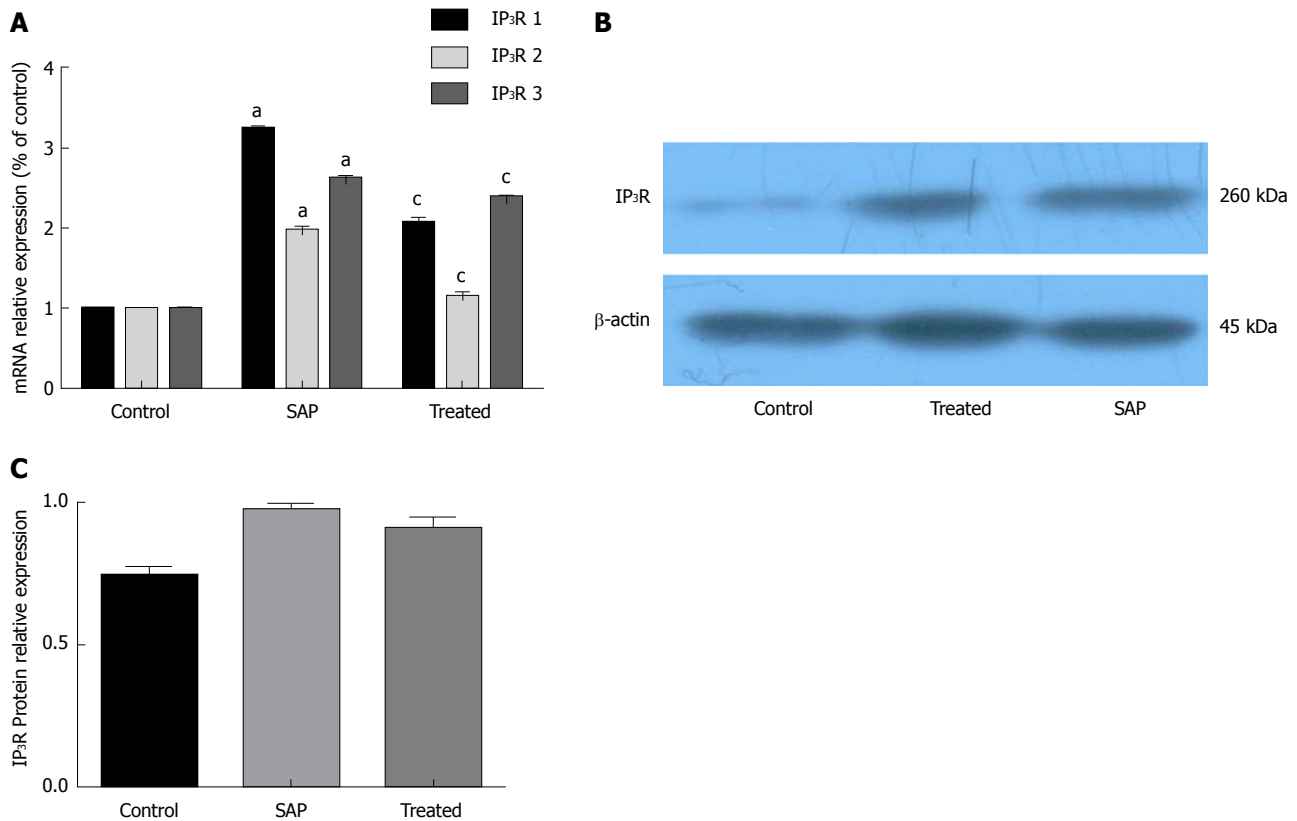 A
IP₃R 1
IP₃R 2
IP₃R 3
mRNA relative expression (% of control)
4
3
2
1
0
a
a
a
c
c
c
Control SAP Treated
B
IP₃R
260 kDa
β-actin
45 kDa
Control Treated SAP
C
IP₃R Protein relative expression
1.0
0.5
0.0
Control SAP Treated